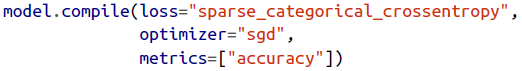 model.compile(loss="sparse_categorical_crossentropy",
              optimizer="sgd",
              metrics=["accuracy"])